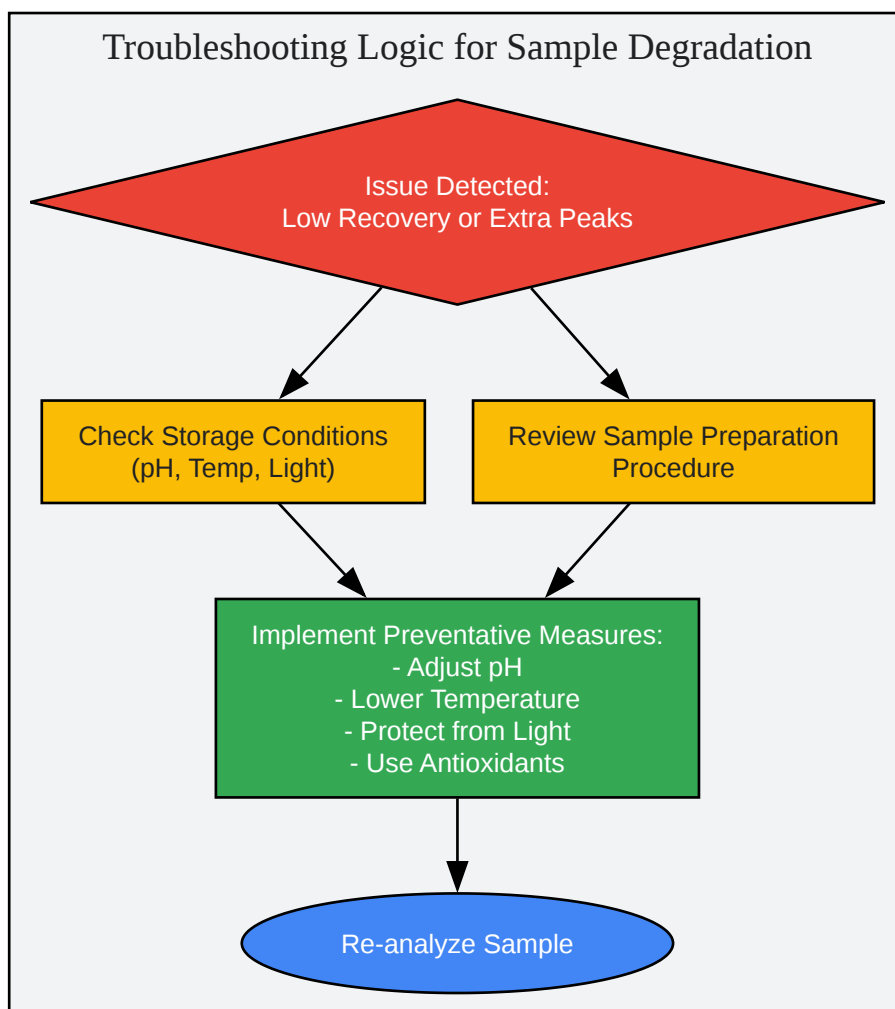 Troubleshooting Logic for Sample Degradation
Issue Detected:
Low Recovery or Extra Peaks
Check Storage Conditions
(pH, Temp, Light)
Review Sample Preparation
Procedure
Implement Preventative Measures:
- Adjust pH
- Lower Temperature
- Protect from Light
- Use Antioxidants
Re-analyze Sample